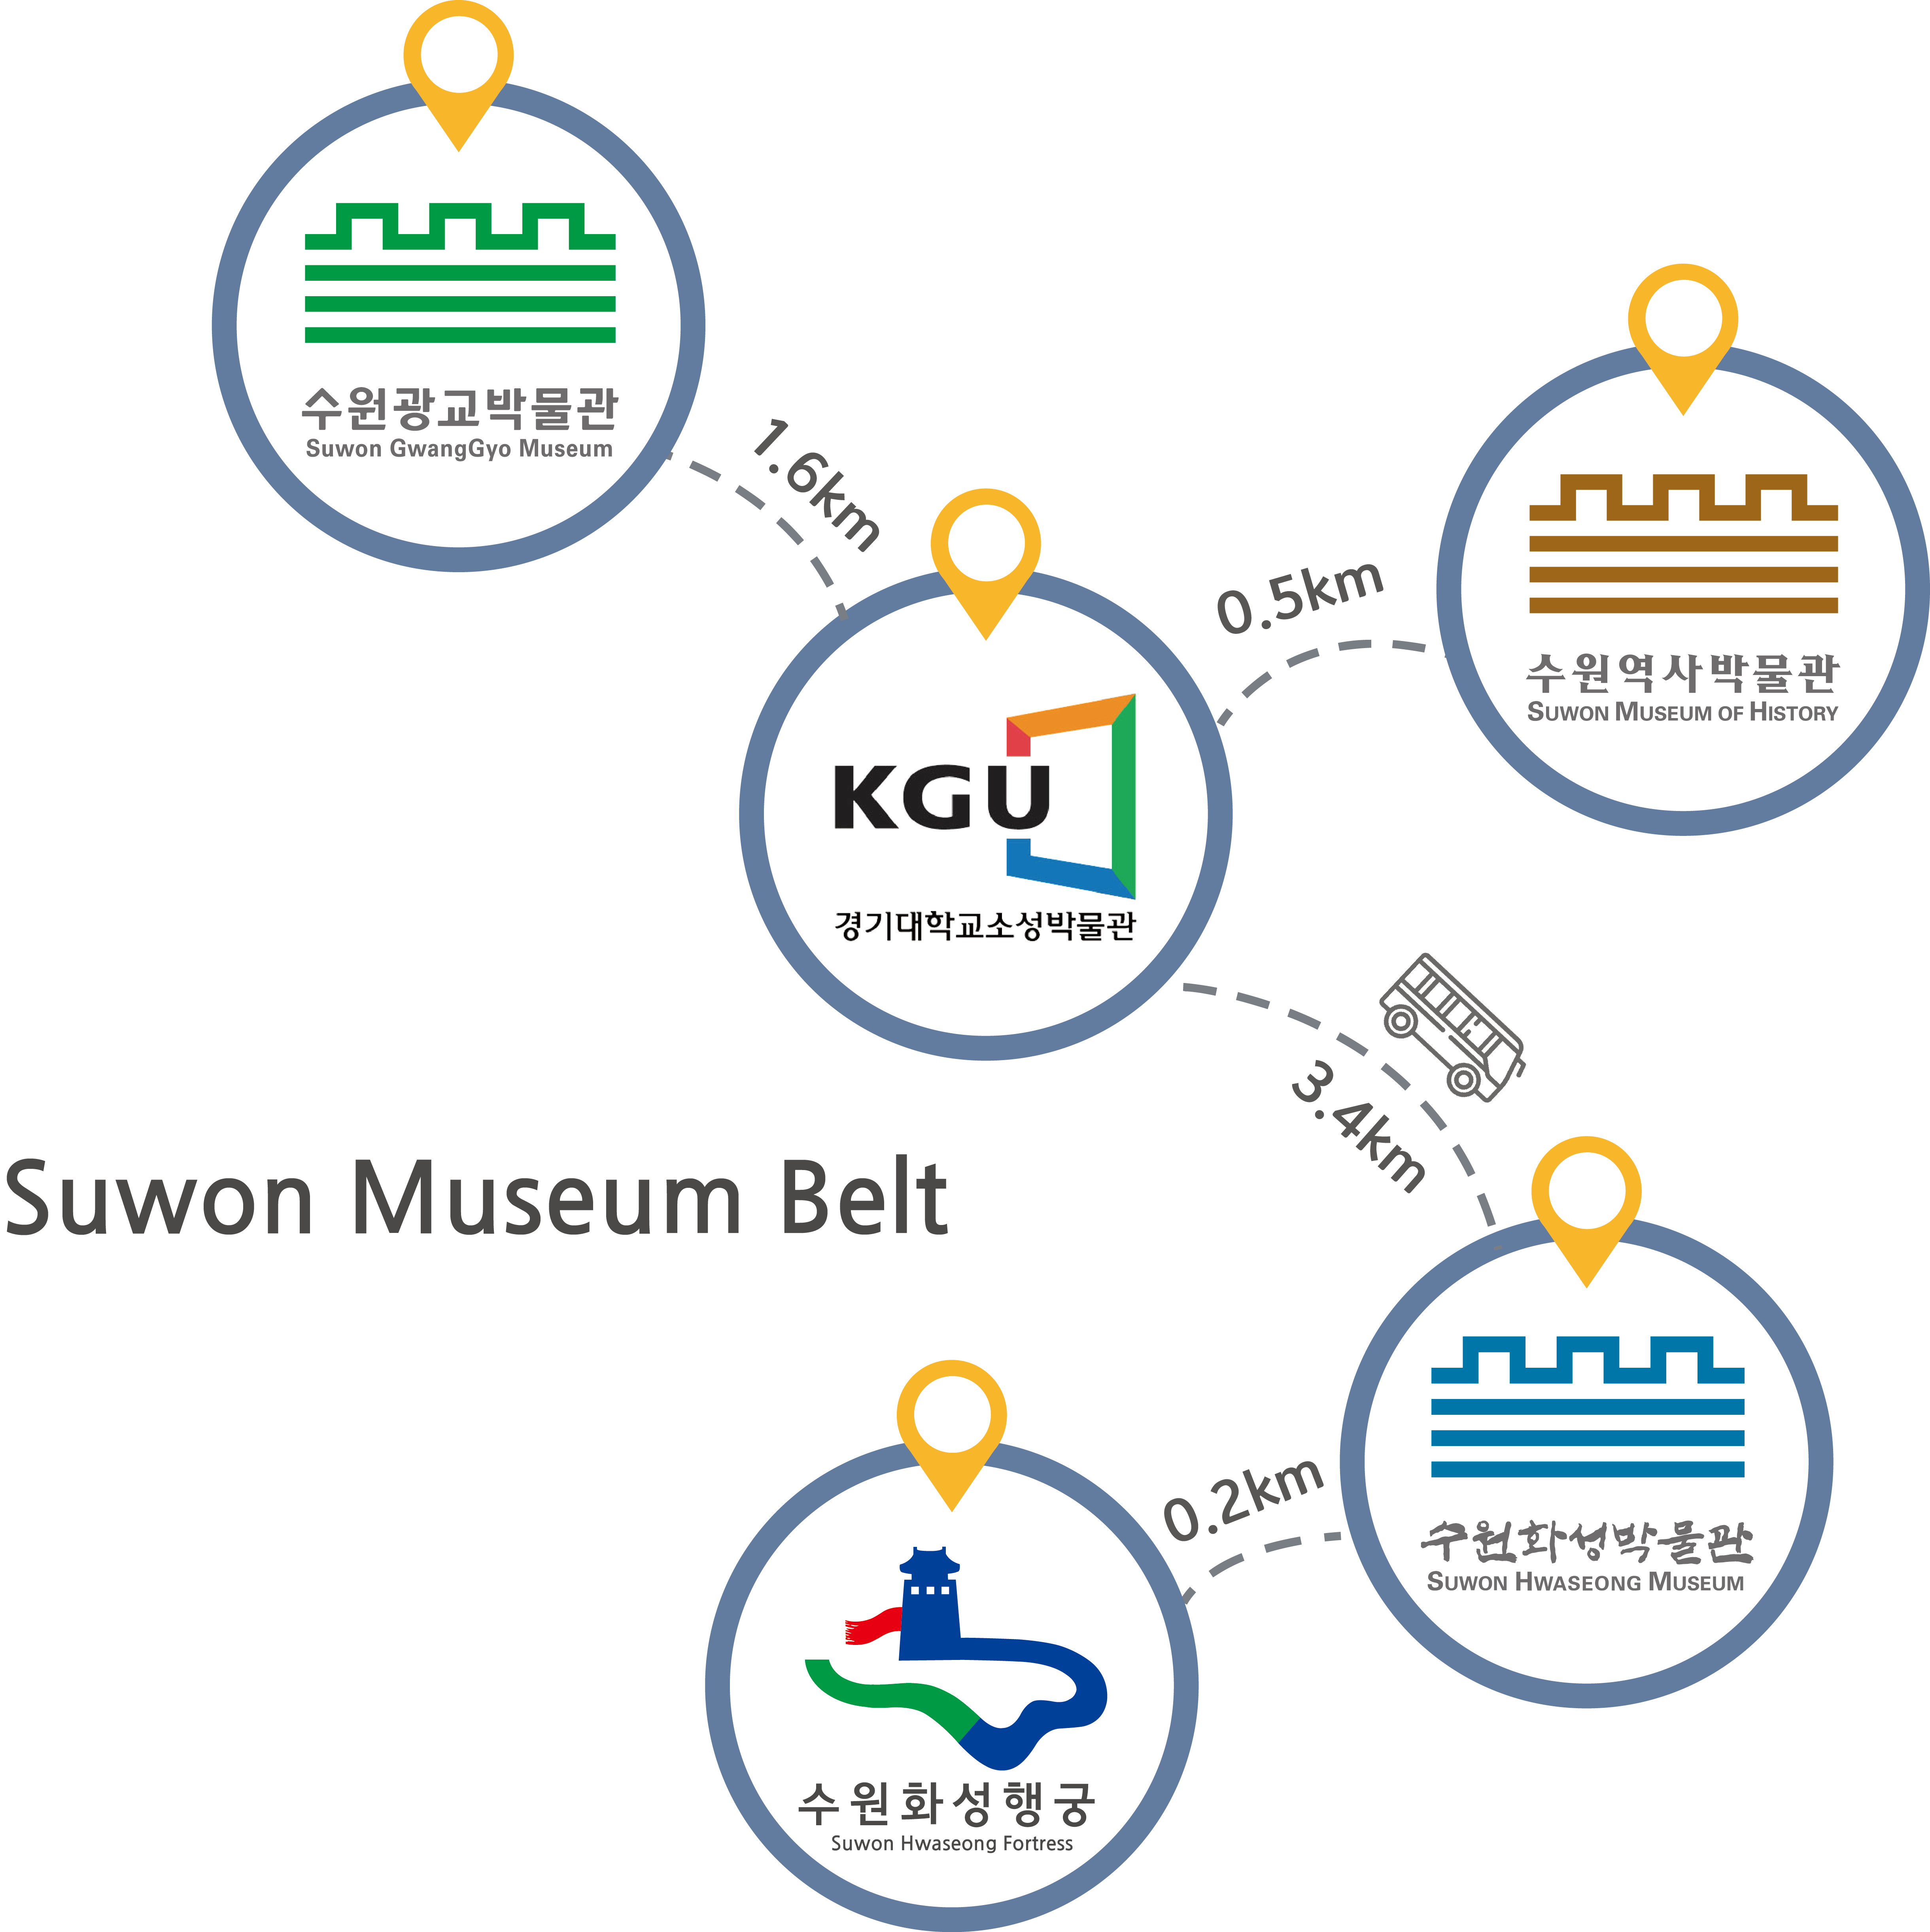 수원광교박물관
Suwon GwangGyo Museum
1.6km
0.5km
수원역사박물관
SUWON MUSEUM OF HISTORY
KGU
경기대학교소성박물관
3.4km
Suwon Museum Belt
0.2km
수원화성박물관
SUWON HWASEONG MUSEUM
수원화성행궁
Suwon Hwaseong Fortress